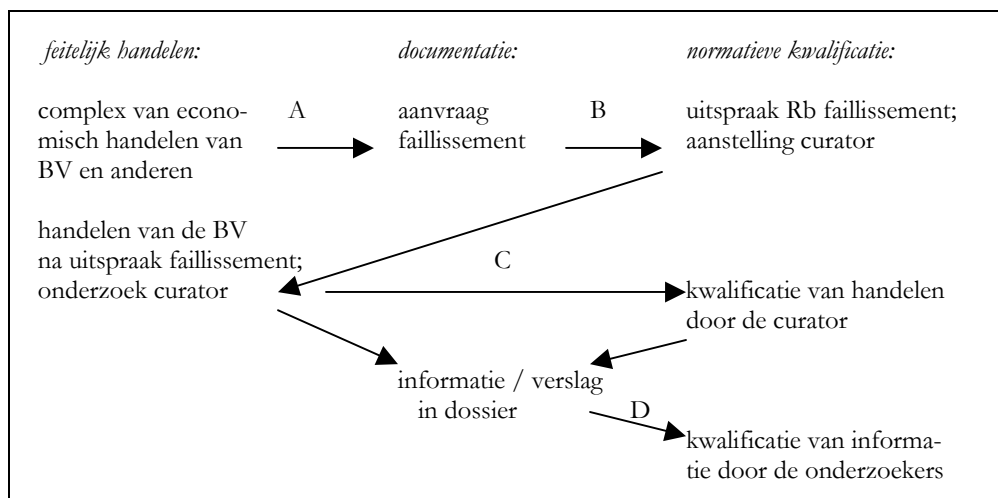 feitelijk handelen:
documentatie:
normatieve kwalificatie:
complex van econo-
misch handelen van
BV en anderen
A
aanvraag
faillissement
B
uitspraak Rb faillissement;
aanstelling curator
handelen van de BV
na uitspraak faillissement;
onderzoek curator
C
kwalificatie van handelen
door de curator
informatie / verslag
in dossier
D
kwalificatie van informa-
tie door de onderzoekers